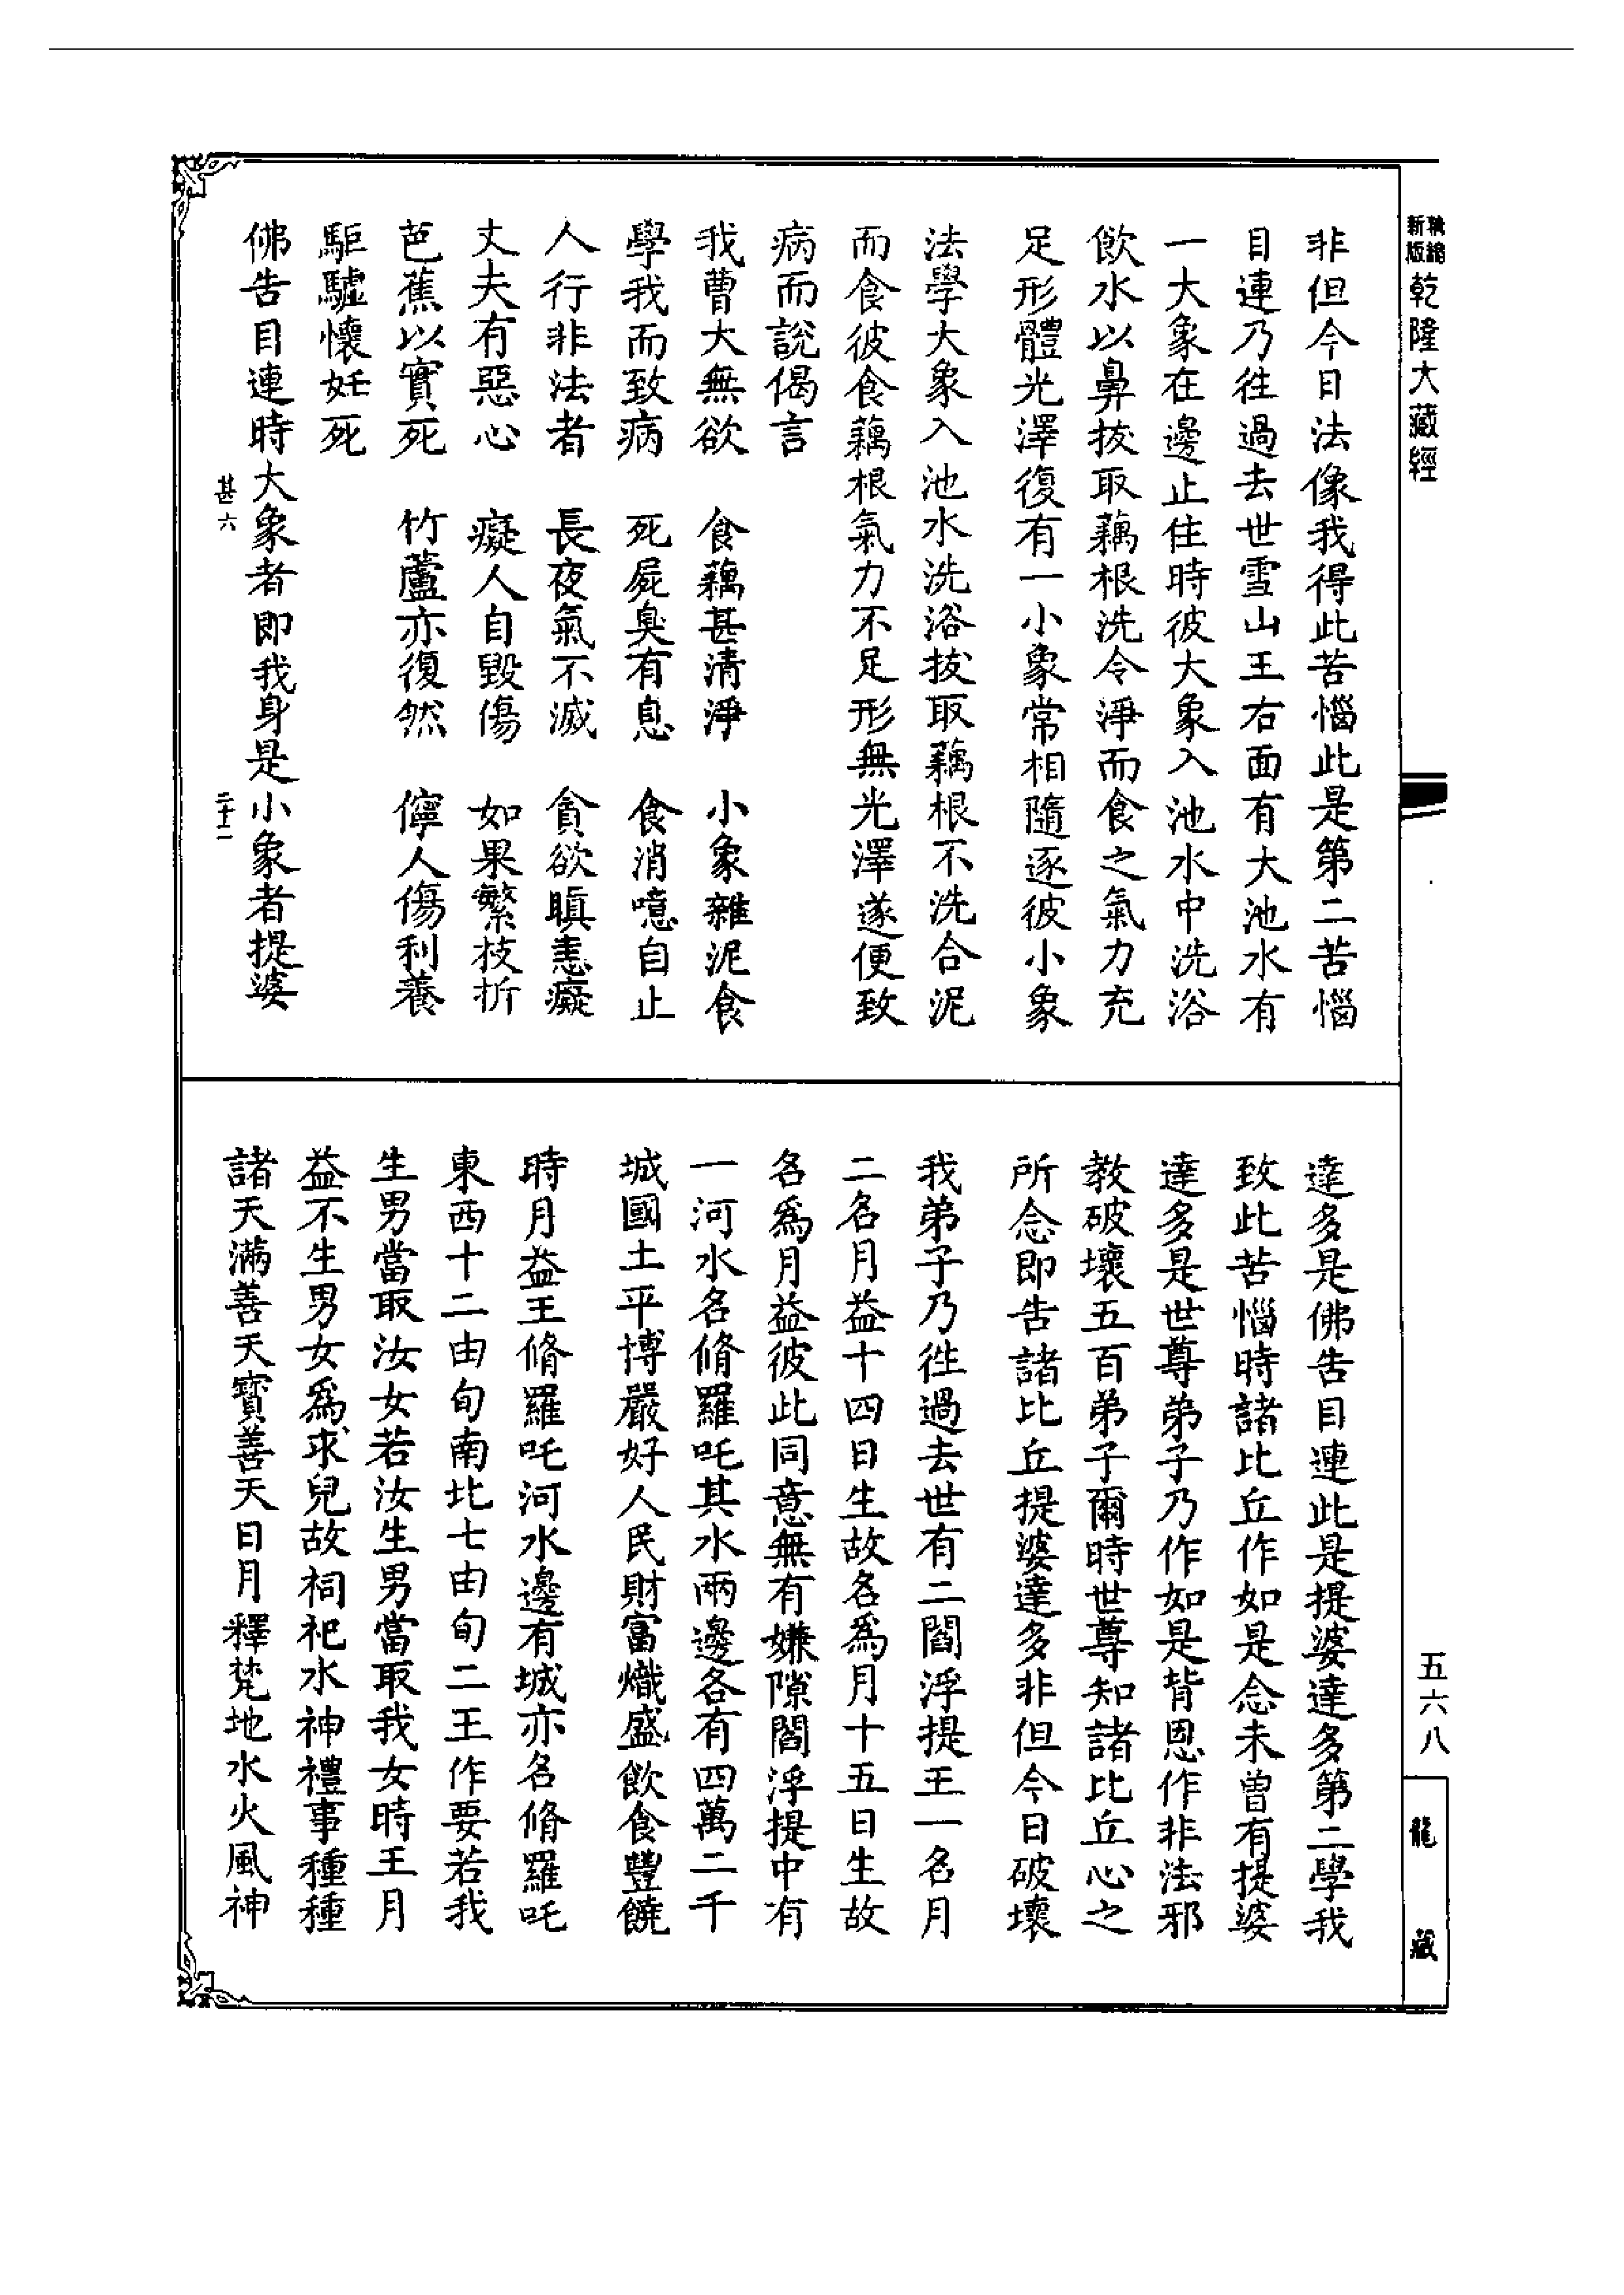 新版 乾隆大藏經
非但今日法像我得此苦惱此是第二苦惱
目連乃往過去世雪山王右面有大池水有
一大象在邊止住時彼大象入池水中洗浴
飲水以鼻拔取藕根洗令淨而食之氣力充
足形體光澤復有一小象常相隨逐彼小象
法學大象入池水洗浴拔取藕根不洗合泥
而食彼食藕根氣力不足形無光澤遂便致
病而說偈言
我曹大無欲 食藕甚清淨 小象雜泥食
學我而致病 死屍臭有息 食消噫自止
人行非法者 長夜氣不滅 貪欲瞋恚癡
丈夫有惡心 癡人自毀傷 如果繁枝折
芭蕉以實死 竹蘆亦復然 儜人傷利養
駏驉懷妊死
佛告目連時大象者即我身是小象者提婆
甚六 二十二
達多是佛告目連此是提婆達多第二學我
致此苦惱時諸比丘作如是念未曾有提婆
達多是世尊弟子乃作如是背恩作非法邪
教破壞五百弟子爾時世尊知諸比丘心之
所念即告諸比丘提婆達多非但今日破壞
我弟子乃徃過去世有二閻浮提王一名月
二名月益十四日生故名為月十五日生故
名爲月益彼此同意無有嫌隙閻浮提中有
一河水名脩羅吒其水兩邊各有四萬二千
城國土平博嚴好人民財富熾盛飲食豐饒
時月益王脩羅吒河水邊有城亦名脩羅吒
東西十二由旬南北七由旬二王作要若我
生男當取汝女若汝生男當取我女時王月
益不生男女爲求兒故祠祀水神禮事種種
諸天滿善天寶善天日月釋梵地水火風神
五六八
龍藏